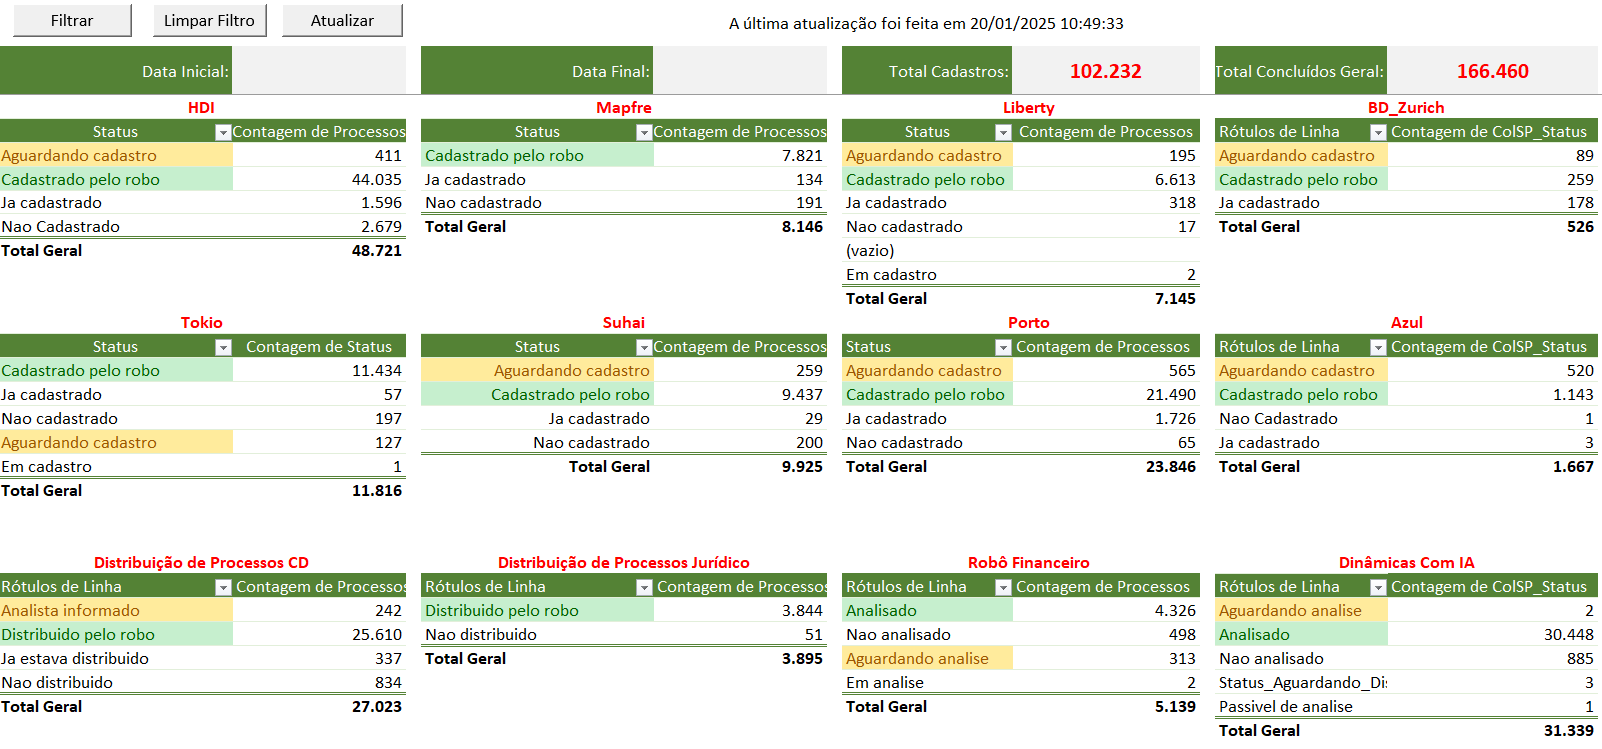 Filtrar
Limpar Filtro
Atualizar
A última atualização foi feita em 20/01/2025 10:49:33
Data Inicial:
Data Final:
Total Cadastros: 102.232
Total Concluídos Geral: 166.460
HDI
Status Contagem de Processos
Aguardando cadastro 411
Cadastrado pelo robo 44.035
Ja cadastrado 1.596
Nao Cadastrado 2.679
Total Geral 48.721
Mapfre
Status Contagem de Processos
Cadastrado pelo robo 7.821
Ja cadastrado 134
Nao cadastrado 191
Total Geral 8.146
Liberty
Status Contagem de Processos
Aguardando cadastro 195
Cadastrado pelo robo 6.613
Ja cadastrado 318
Nao cadastrado 17
(vazio)
Em cadastro 2
Total Geral 7.145
BD_Zurich
Rótulos de Linha Contagem de ColSP_Status
Aguardando cadastro 89
Cadastrado pelo robo 259
Ja cadastrado 178
Total Geral 526
Tokio
Status Contagem de Status
Cadastrado pelo robo 11.434
Ja cadastrado 57
Nao cadastrado 197
Aguardando cadastro 127
Em cadastro 1
Total Geral 11.816
Suhai
Status Contagem de Processos
Aguardando cadastro 259
Cadastrado pelo robo 9.437
Ja cadastrado 29
Nao cadastrado 200
Total Geral 9.925
Porto
Status Contagem de Processos
Aguardando cadastro 565
Cadastrado pelo robo 21.490
Ja cadastrado 1.726
Nao cadastrado 65
Total Geral 23.846
Azul
Rótulos de Linha Contagem de ColSP_Status
Aguardando cadastro 520
Cadastrado pelo robo 1.143
Nao Cadastrado 1
Ja cadastrado 3
Total Geral 1.667
Distribuição de Processos CD
Rótulos de Linha Contagem de Processos
Analista informado 242
Distribuido pelo robo 25.610
Ja estava distribuido 337
Nao distribuido 834
Total Geral 27.023
Distribuição de Processos Jurídico
Rótulos de Linha Contagem de Processos
Distribuido pelo robo 3.844
Nao distribuido 51
Total Geral 3.895
Robô Financeiro
Rótulos de Linha Contagem de Processos
Analisado 4.326
Nao analisado 498
Aguardando analise 313
Em analise 2
Total Geral 5.139
Dinâmicas Com IA
Rótulos de Linha Contagem de ColSP_Status
Aguardando analise 2
Analisado 30.448
Nao analisado 885
Status_Aguardando_Di 3
Passivel de analise 1
Total Geral 31.339